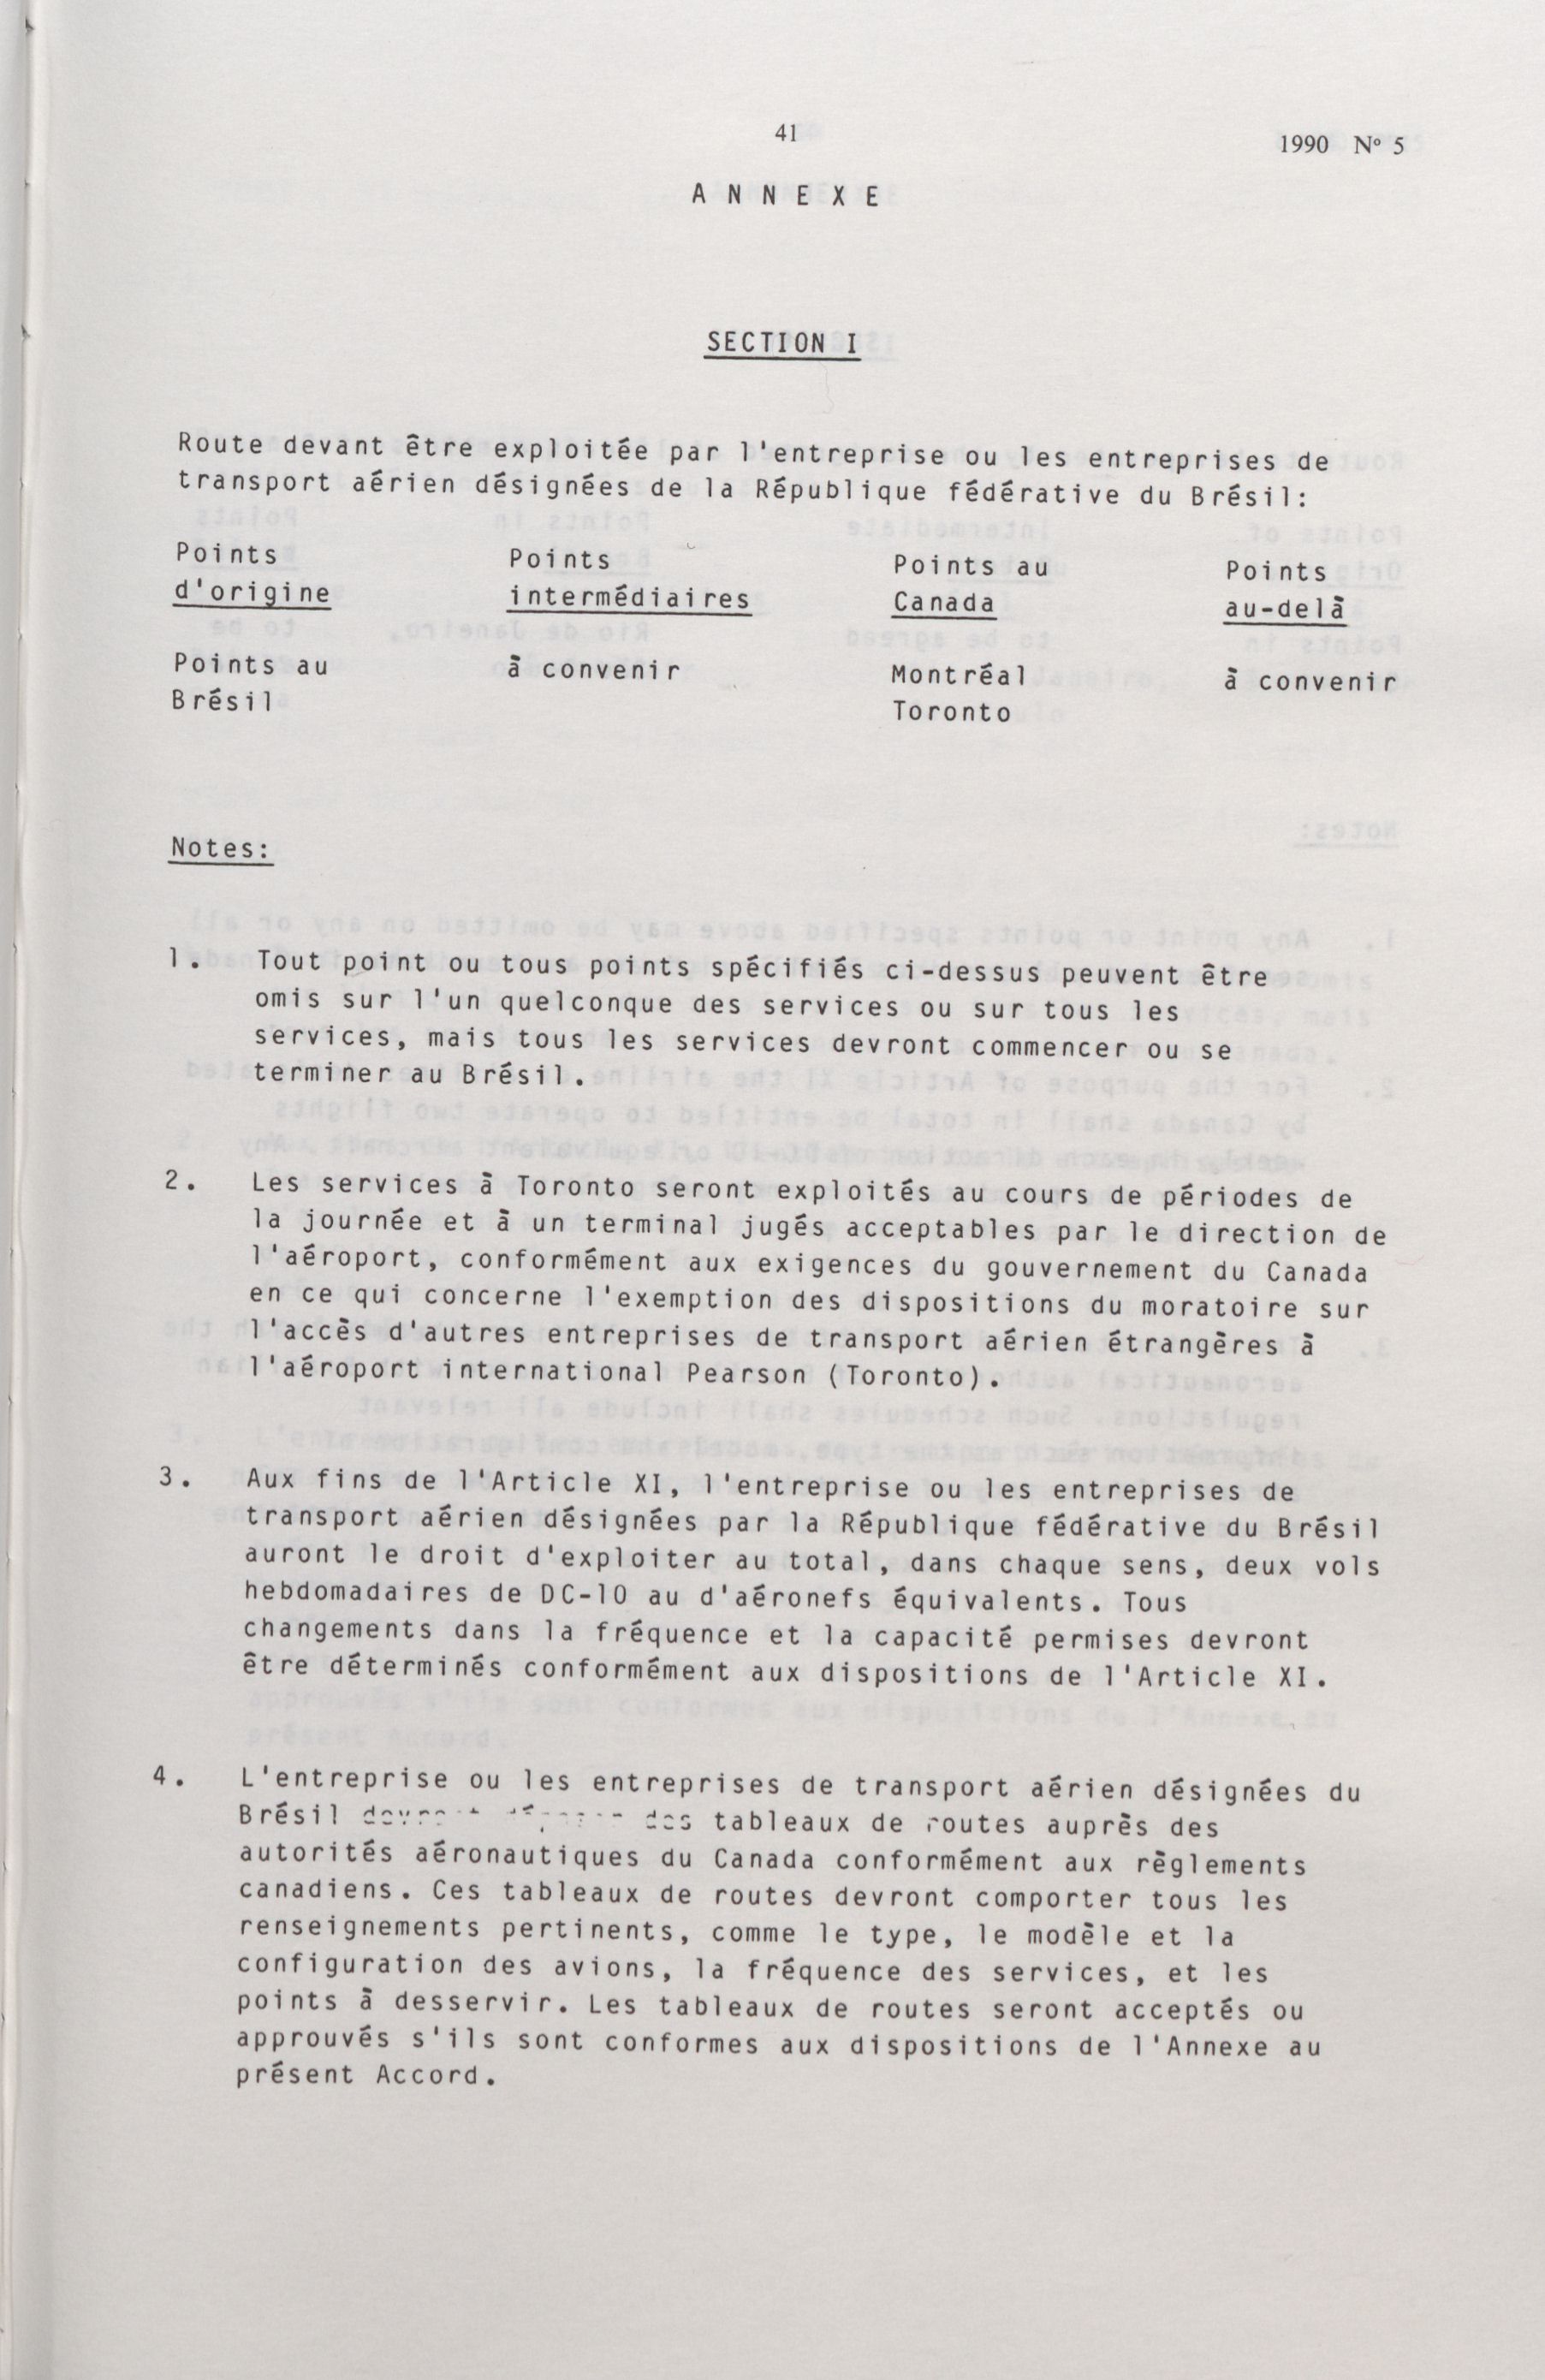 41
1990 Nº 5
A N N E X E
SECTION I
Route devant être exploitée par l'entreprise ou les entreprises de
transport aérien désignées de la République fédérative du Brésil:
Points
d'origine
Points
intermédiaires
Points au
Canada
Points
au-delà
Points au
Brésil
à convenir
Montréal
Toronto
à convenir
Notes:
1. Tout point ou tous points spécifiés ci-dessus peuvent être
omis sur l'un quelconque des services ou sur tous les
services, mais tous les services devront commencer ou se
terminer au Brésil.
2. Les services à Toronto seront exploités au cours de périodes de
la journée et à un terminal jugés acceptables par le direction de
l'aéroport, conformément aux exigences du gouvernement du Canada
en ce qui concerne l'exemption des dispositions du moratoire sur
l'accès d'autres entreprises de transport aérien étrangères à
l'aéroport international Pearson (Toronto).
3. Aux fins de l'Article XI, l'entreprise ou les entreprises de
transport aérien désignées par la République fédérative du Brésil
auront le droit d'exploiter au total, dans chaque sens, deux vols
hebdomadaires de DC-10 au d'aéronefs équivalents. Tous
changements dans la fréquence et la capacité permises devront
être déterminés conformément aux dispositions de l'Article XI.
4. L'entreprise ou les entreprises de transport aérien désignées du
Brésil des tableaux de routes auprès des
autorités aéronautiques du Canada conformément aux règlements
canadiens. Ces tableaux de routes devront comporter tous les
renseignements pertinents, comme le type, le modèle et la
configuration des avions, la fréquence des services, et les
points à desservir. Les tableaux de routes seront acceptés ou
approuvés s'ils sont conformes aux dispositions de l'Annexe au
présent Accord.